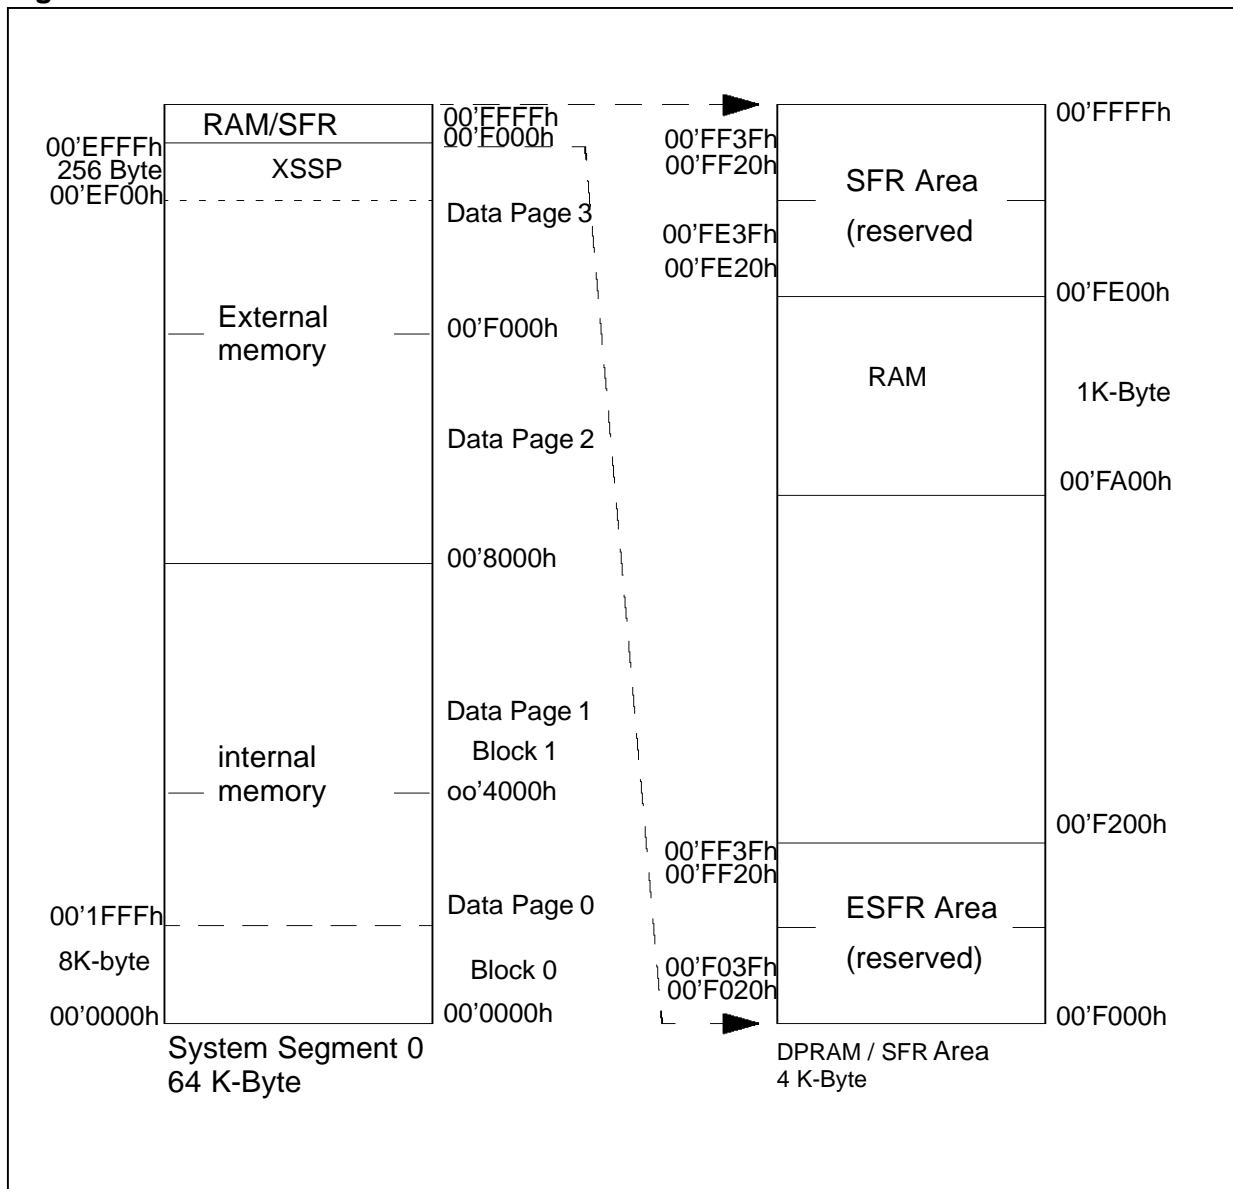 RAM/SFR
00'FFFFh
00'F000h
00'EFFFh
256 Byte
00'EF00h
XSSP
Data Page 3
External
memory
00'F000h
Data Page 2
00'8000h
Data Page 1
Block 1
internal
memory
oo'4000h
Data Page 0
00'1FFFh
8K-byte
Block 0
00'0000h
00'0000h
System Segment 0
64 K-Byte
00'FFFFh
00'FF3Fh
00'FF20h
SFR Area
(reserved
00'FE3Fh
00'FE20h
00'FE00h
RAM
1K-Byte
00'FA00h
00'F200h
00'FF3Fh
00'FF20h
ESFR Area
(reserved)
00'F03Fh
00'F020h
00'F000h
DPRAM / SFR Area
4 K-Byte